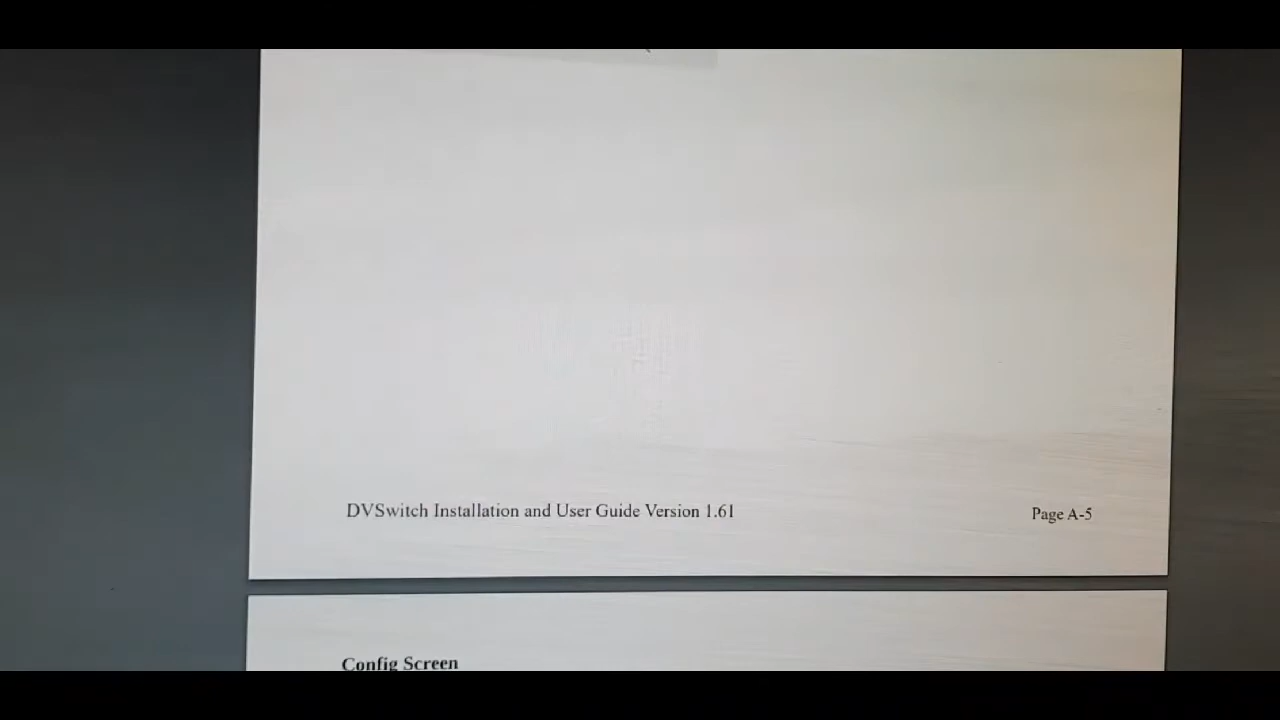 DVSwitch Installation and User Guide Version 1.61
Page A-5
Config Screen